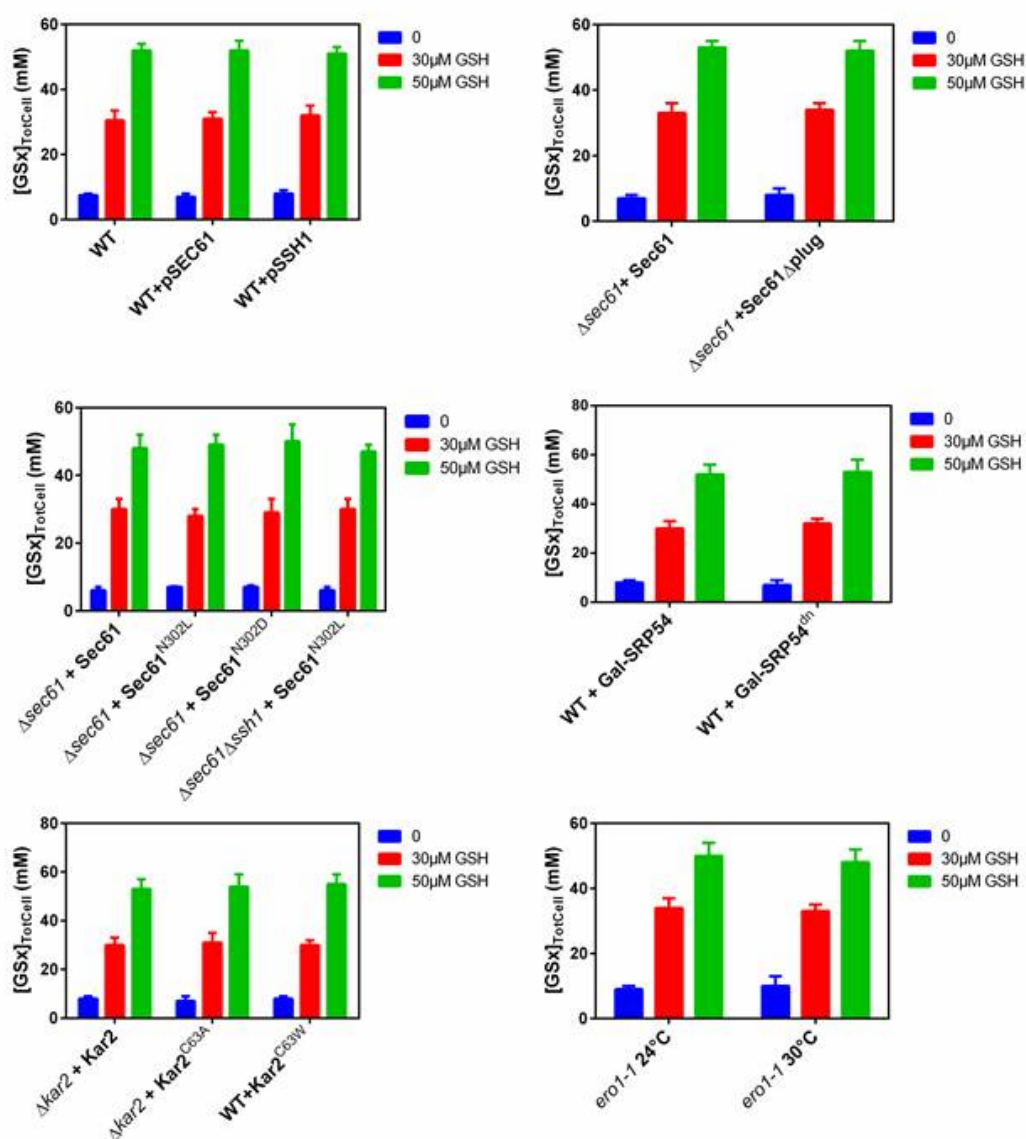 [GSx]TotCell (mM)
60
40
20
0
0
30µM GSH
50µM GSH
WT
WT+pSEC61
WT+pSSH1
[GSx]TotCell (mM)
60
40
20
0
0
30µM GSH
50µM GSH
Δsec61+ Sec61
Δsec61 +Sec61Δplug
[GSx]TotCell (mM)
60
40
20
0
0
30µM GSH
50µM GSH
Δsec61 + Sec61
Δsec61 + Sec61N302L
Δsec61 + Sec61N302D
Δsec61Δssh1 + Sec61N302L
[GSx]TotCell (mM)
80
60
40
20
0
0
30µM GSH
50µM GSH
WT + Gal-SRP54
WT + Gal-SRP54dn
[GSx]TotCell (mM)
80
60
40
20
0
0
30µM GSH
50µM GSH
Δkar2 + Kar2
Δkar2 + Kar2C63A
WT+Kar2C63W
[GSx]TotCell (mM)
60
40
20
0
0
30µM GSH
50µM GSH
ero1-1 24°C
ero1-1 30°C